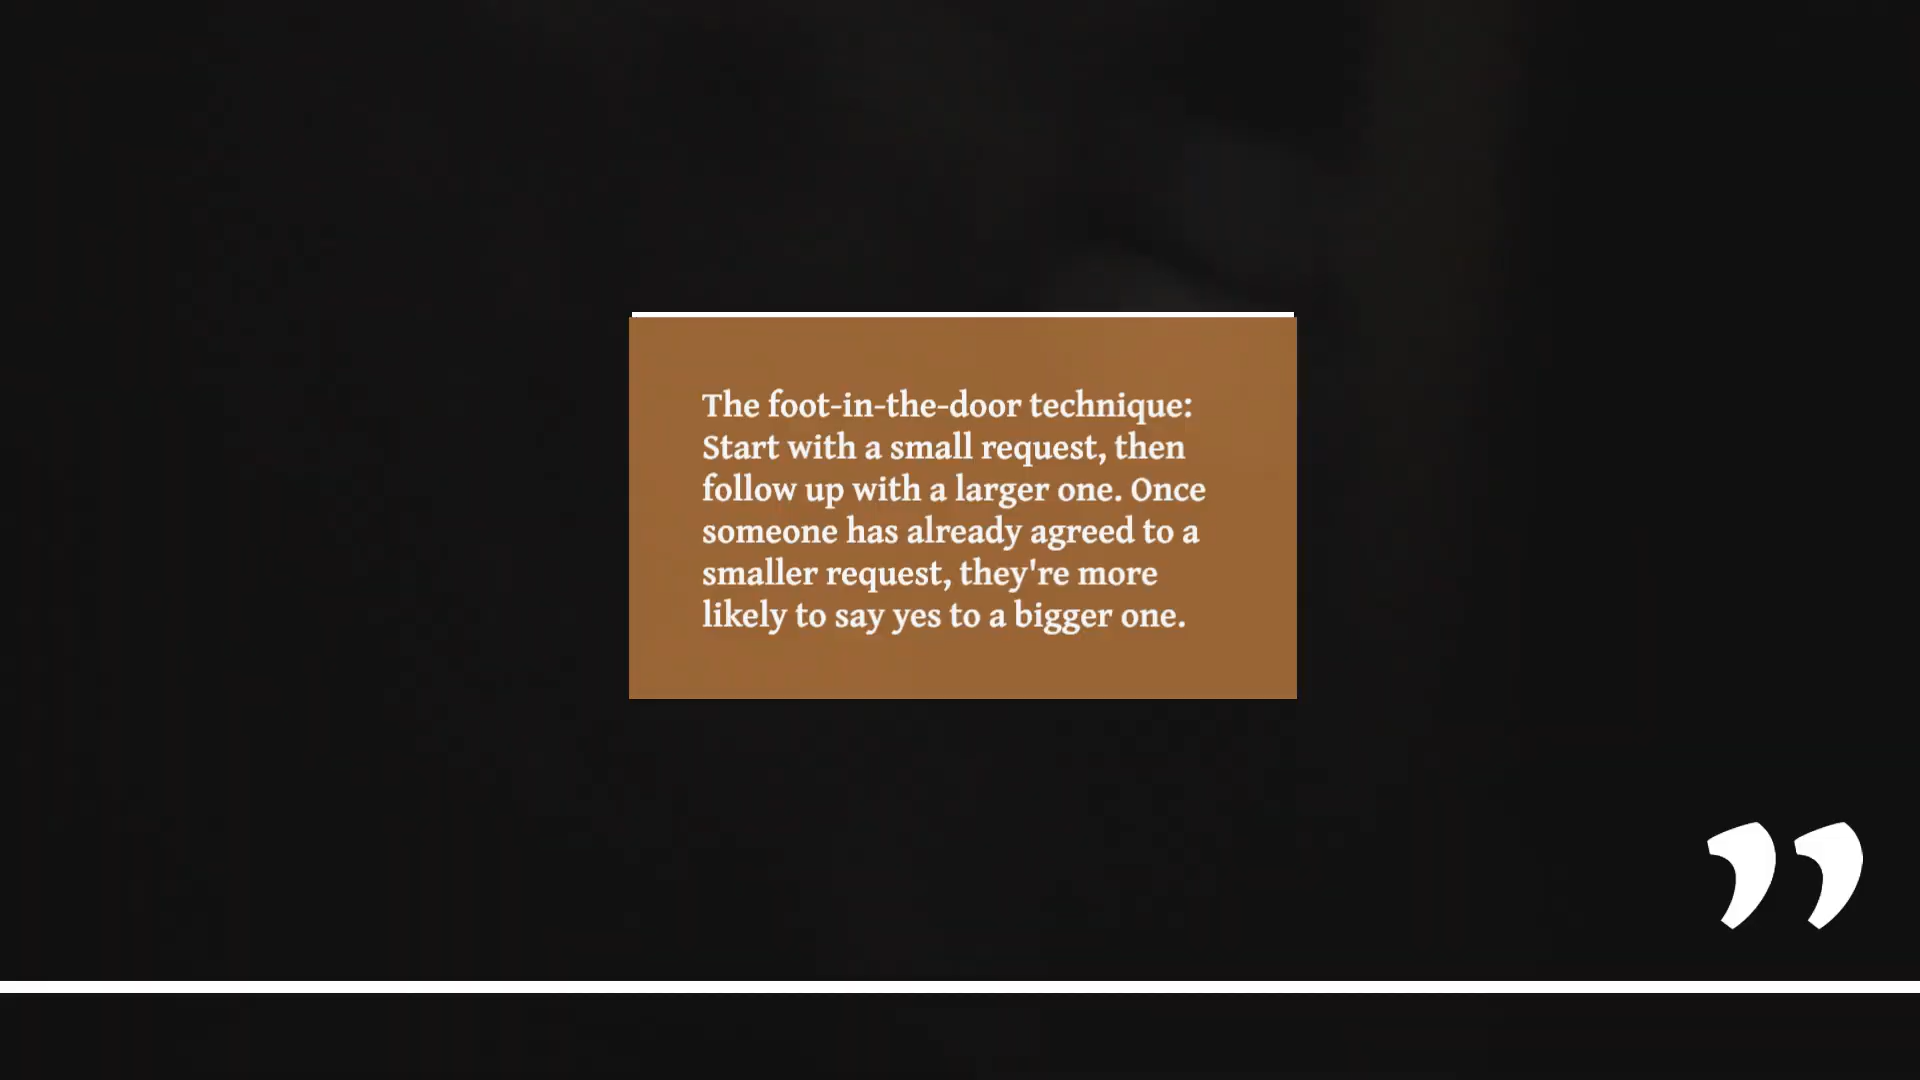 The foot-in-the-door technique:
Start with a small request, then
follow up with a larger one. Once
someone has already agreed to a
smaller request, they're more
likely to say yes to a bigger one.
”